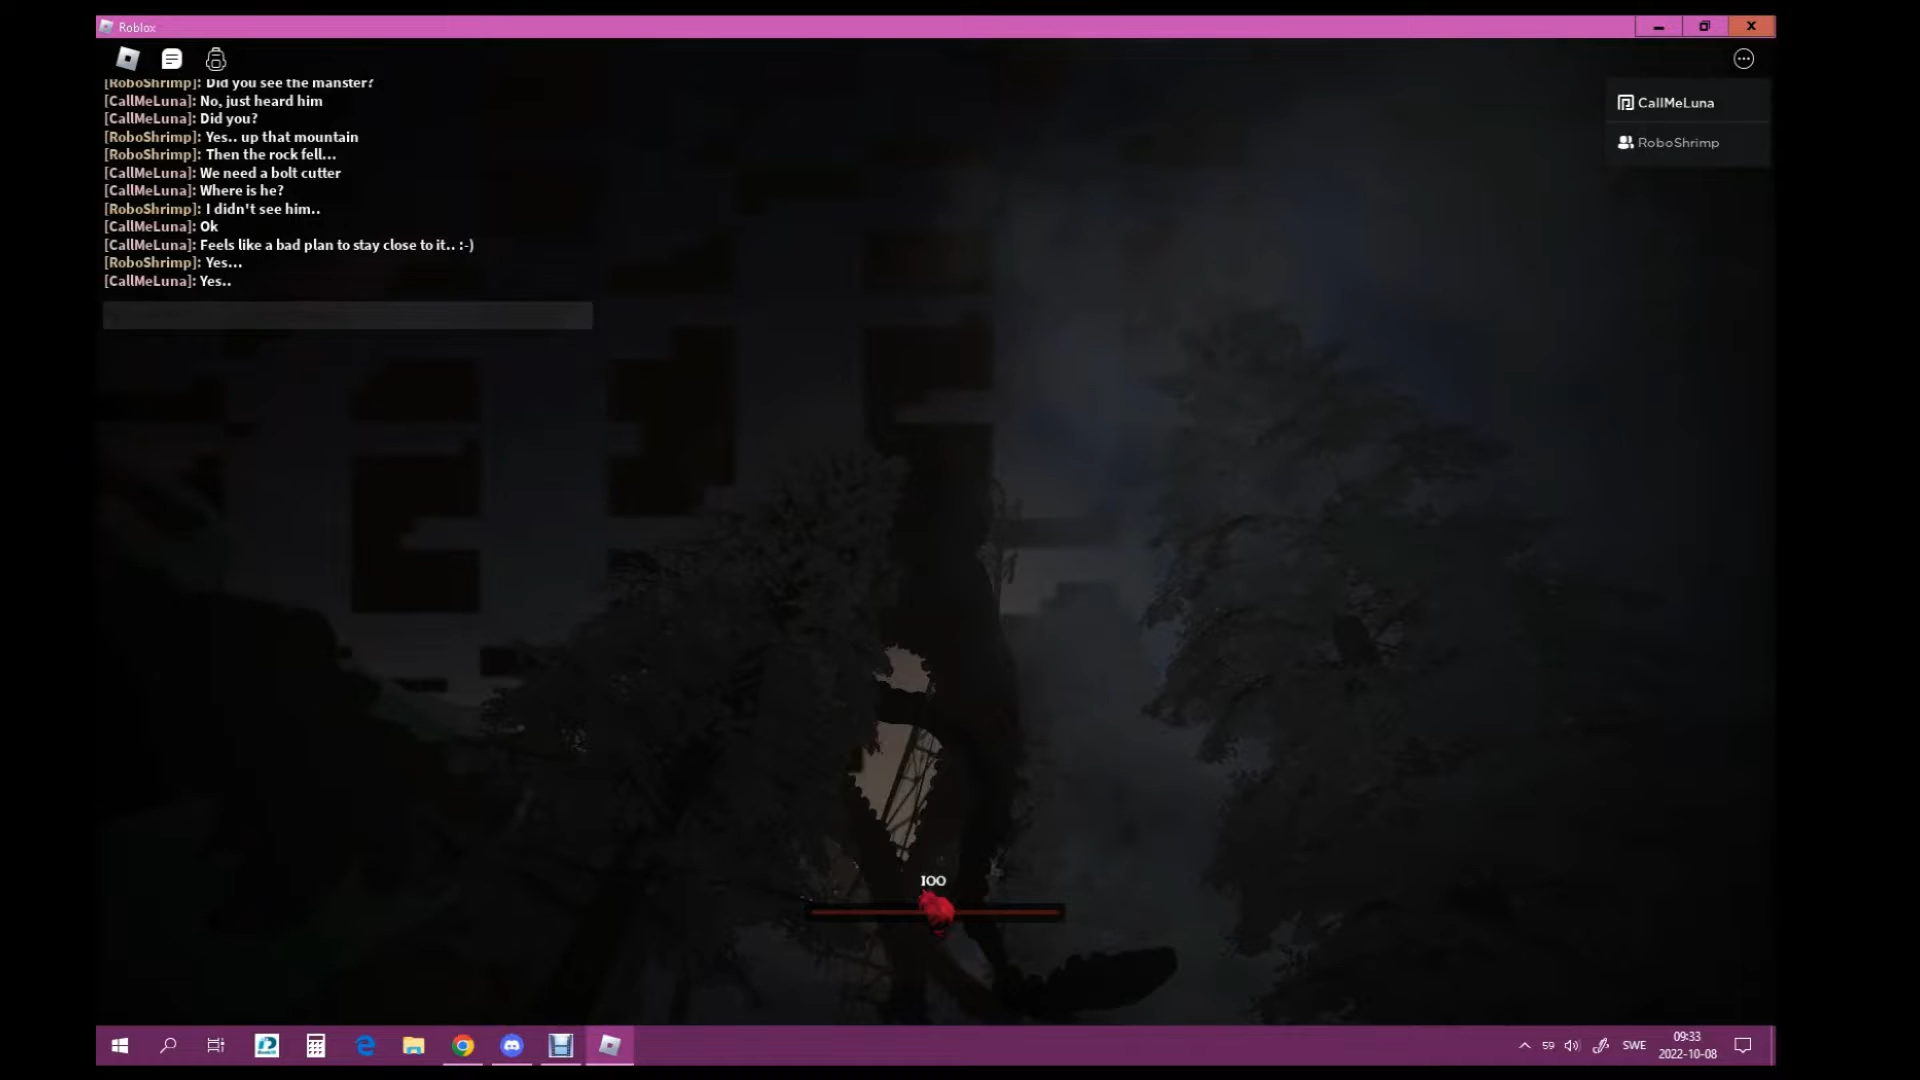 Roblox
[RoboShrimp]: Did you see the manster?
[CallMeLuna]: No, just heard him
[CallMeLuna]: Did you?
[RoboShrimp]: Yes.. up that mountain
[RoboShrimp]: Then the rock fell...
[CallMeLuna]: We need a bolt cutter
[CallMeLuna]: Where is he?
[RoboShrimp]: I didn't see him..
[CallMeLuna]: Ok
[CallMeLuna]: Feels like a bad plan to stay close to it.. :-)
[RoboShrimp]: Yes...
[CallMeLuna]: Yes..
CallMeLuna
RoboShrimp
100
59
SWE
09:33
2022-10-08